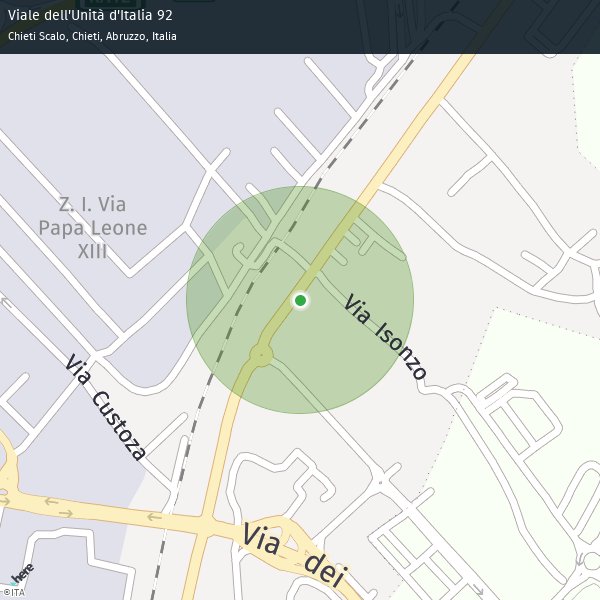 Viale dell'Unità d'Italia 92
Chieti Scalo, Chieti, Abruzzo, Italia
Z. I. Via
Papa Leone
XIII
Via Isonzo
Via Custoza
Via dei
here
©ITA